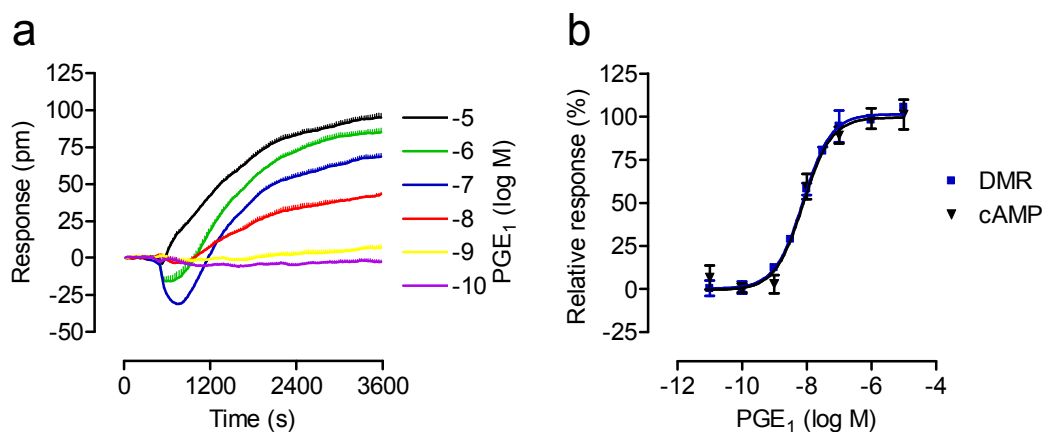 a
125
100
75
50
25
0
-25
-50
Response (pm)
0 1200 2400 3600
Time (s)
-5
-6
-7
-8
-9
-10
PGE₁ (log M)
b
125
100
75
50
25
0
-25
Relative response (%)
-12 -10 -8 -6 -4
PGE₁ (log M)
DMR
cAMP